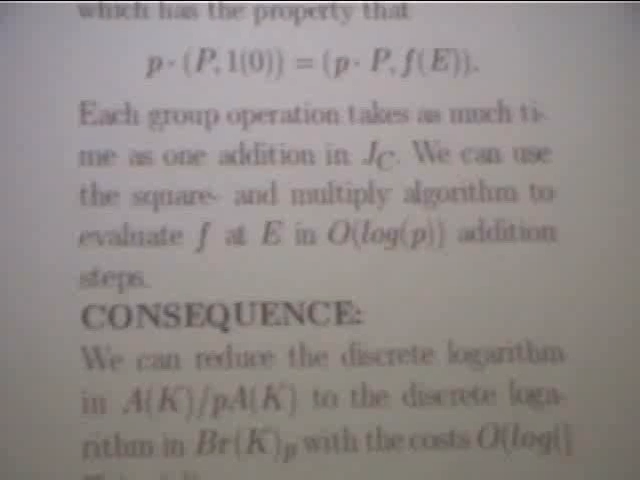 which has the property that
p · (P, 1(0)) = (p · P, f(E)).
Each group operation takes as much ti-
me as one addition in J_C. We can use
the square- and multiply algorithm to
evaluate f at E in O(log(p)) addition
steps.
CONSEQUENCE:
We can reduce the discrete logarithm
in A(K)/pA(K) to the discrete loga-
rithm in Br(K)_p with the costs O(log(